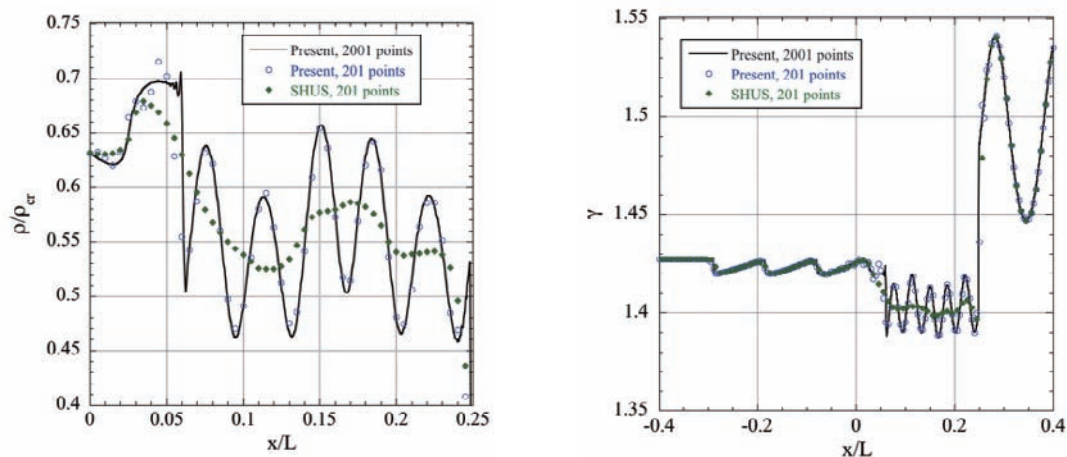 0.75
0.7
0.65
0.6
0.55
0.5
0.45
0.4
ρ/ρcr
Present, 2001 points
Present, 201 points
SHUS, 201 points
0 0.05 0.1 0.15 0.2 0.25
x/L
1.55
1.5
1.45
1.4
1.35
γ
Present, 2001 points
Present, 201 points
SHUS, 201 points
-0.4 -0.2 0 0.2 0.4
x/L